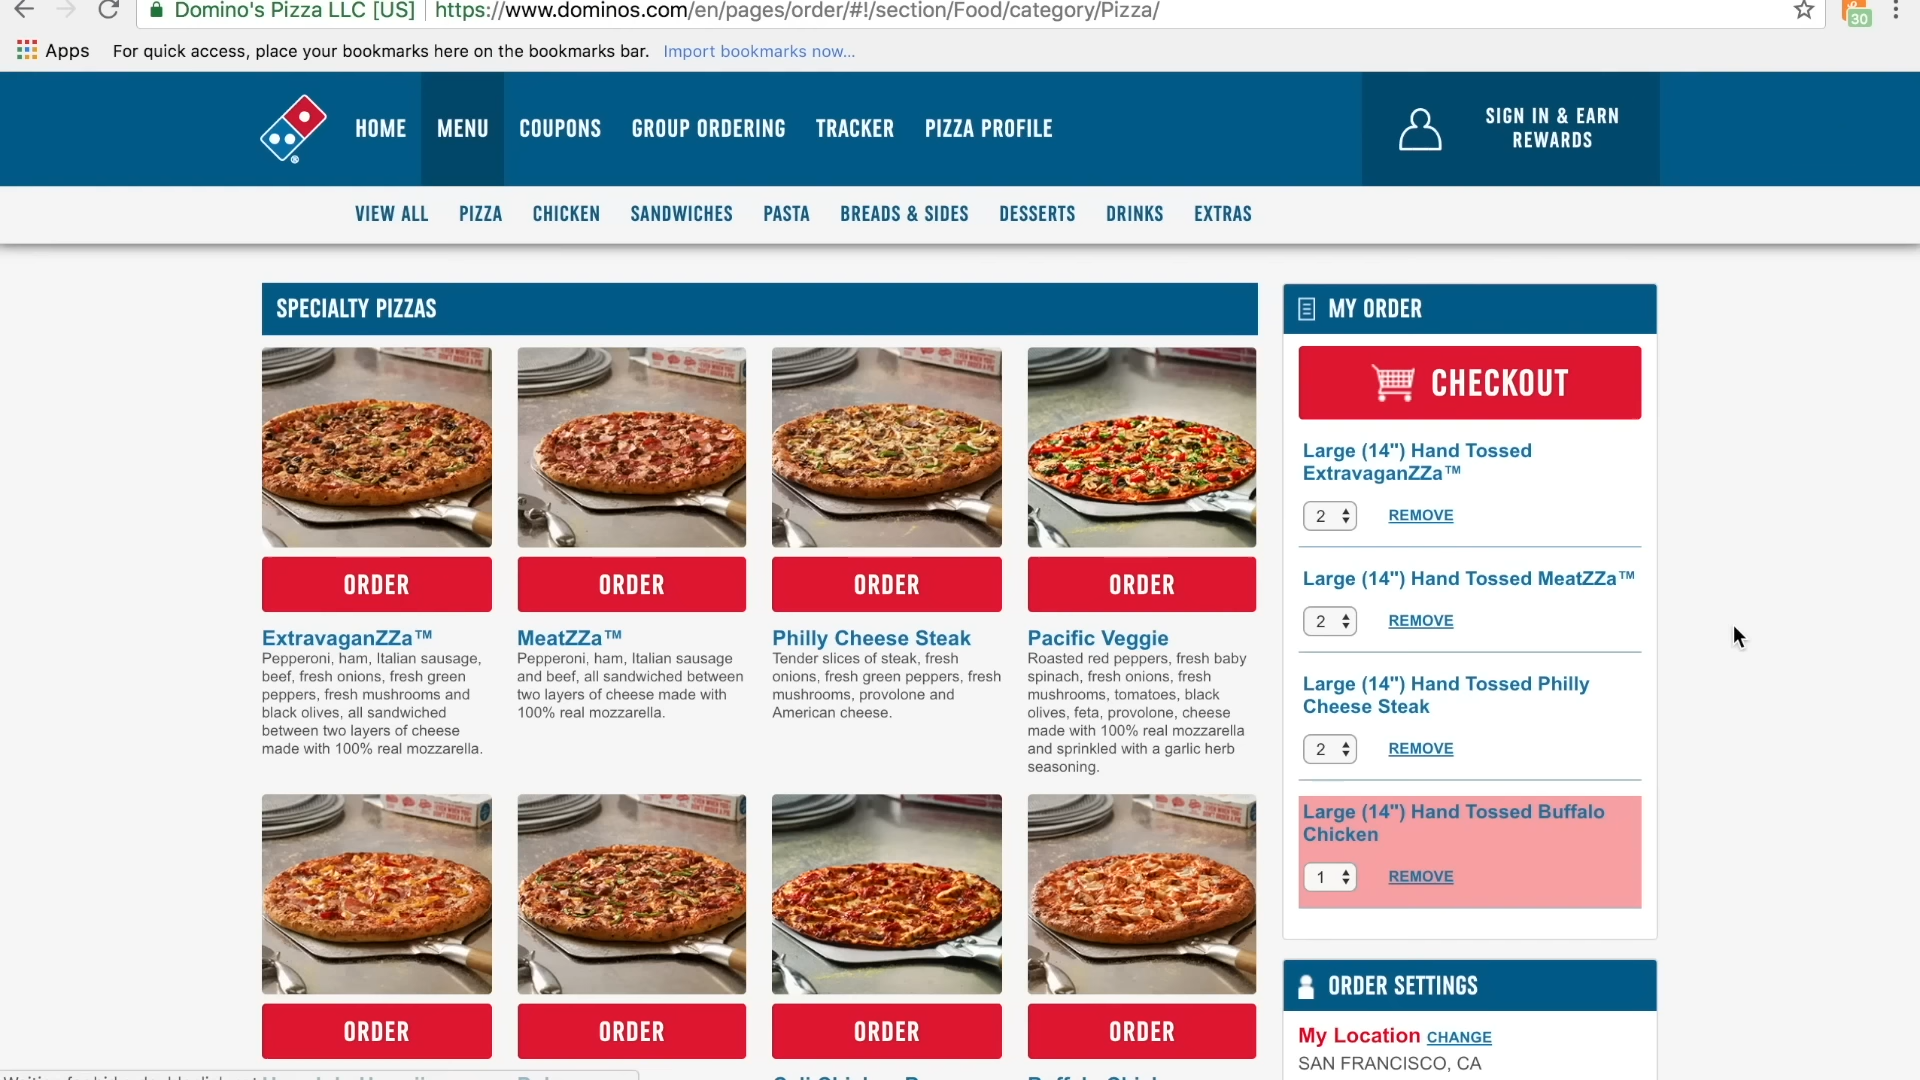 Domino's Pizza LLC [US] https://www.dominos.com/en/pages/order/#!/section/Food/category/Pizza/
30
Apps For quick access, place your bookmarks here on the bookmarks bar. Import bookmarks now...
HOME MENU COUPONS GROUP ORDERING TRACKER PIZZA PROFILE
SIGN IN & EARN
REWARDS
VIEW ALL PIZZA CHICKEN SANDWICHES PASTA BREADS & SIDES DESSERTS DRINKS EXTRAS
SPECIALTY PIZZAS
ORDER
ExtravaganZZa™
Pepperoni, ham, Italian sausage,
beef, fresh onions, fresh green
peppers, fresh mushrooms and
black olives, all sandwiched
between two layers of cheese
made with 100% real mozzarella.
ORDER
MeatZZa™
Pepperoni, ham, Italian sausage
and beef, all sandwiched between
two layers of cheese made with
100% real mozzarella.
ORDER
Philly Cheese Steak
Tender slices of steak, fresh
onions, fresh green peppers, fresh
mushrooms, provolone and
American cheese.
ORDER
Pacific Veggie
Roasted red peppers, fresh baby
spinach, fresh onions, fresh
mushrooms, tomatoes, black
olives, feta, provolone, cheese
made with 100% real mozzarella
and sprinkled with a garlic herb
seasoning.
ORDER
ORDER
ORDER
ORDER
MY ORDER
CHECKOUT
Large (14") Hand Tossed
ExtravaganZZa™
2 REMOVE
Large (14") Hand Tossed MeatZZa™
2 REMOVE
Large (14") Hand Tossed Philly
Cheese Steak
2 REMOVE
Large (14") Hand Tossed Buffalo
Chicken
1 REMOVE
ORDER SETTINGS
My Location CHANGE
SAN FRANCISCO, CA